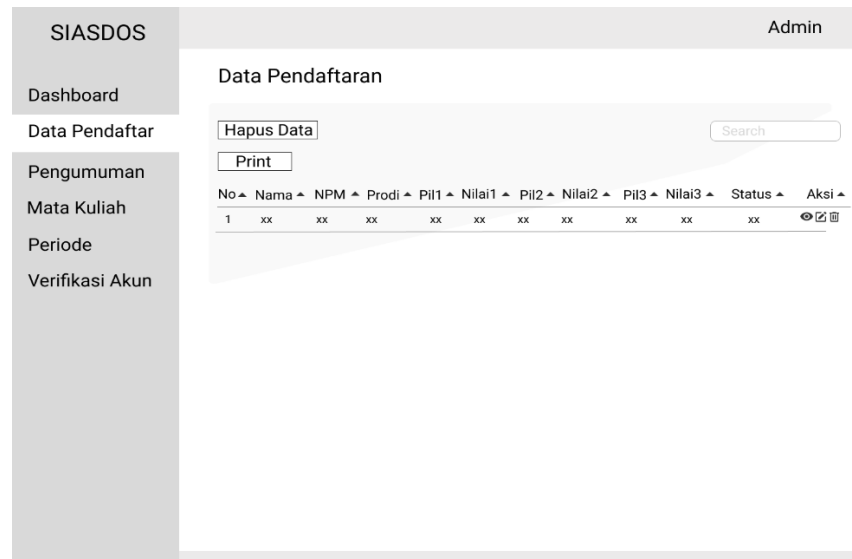 SIASDOS
Admin
Dashboard
Data Pendaftar
Pengumuman
Mata Kuliah
Periode
Verifikasi Akun
Data Pendaftaran
Hapus Data
Search
Print
No Nama NPM Prodi Pil1 Nilai1 Pil2 Nilai2 Pil3 Nilai3 Status Aksi
1 xx xx xx xx xx xx xx xx xx xx